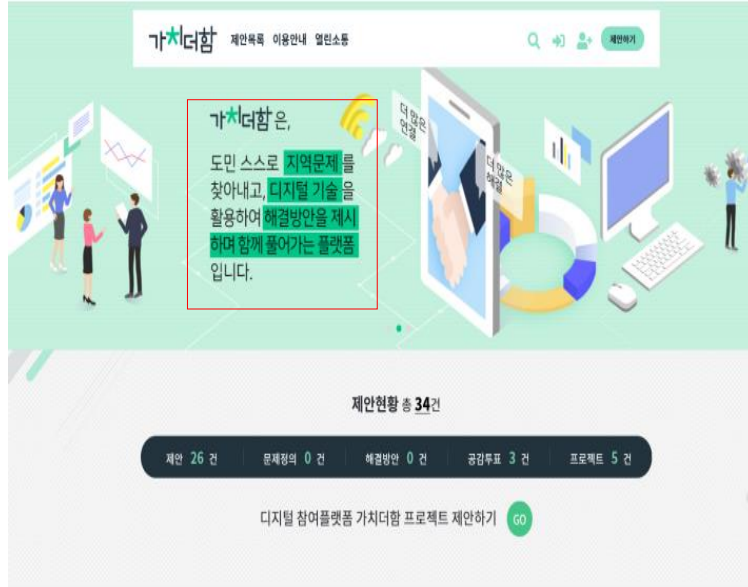 가치더함 제안목록 이용안내 열린소통 제안하기
가치더함 은,
도민 스스로 지역문제 를
찾아내고, 디지털 기술 을
활용하여 해결방안을 제시
하며 함께 풀어가는 플랫폼
입니다.
더 많은
연결
더 많은
해결
제안현황 총 34건
제안 26 건 문제정의 0 건 해결방안 0 건 공감투표 3 건 프로젝트 5 건
디지털 참여플랫폼 가치더함 프로젝트 제안하기 GO